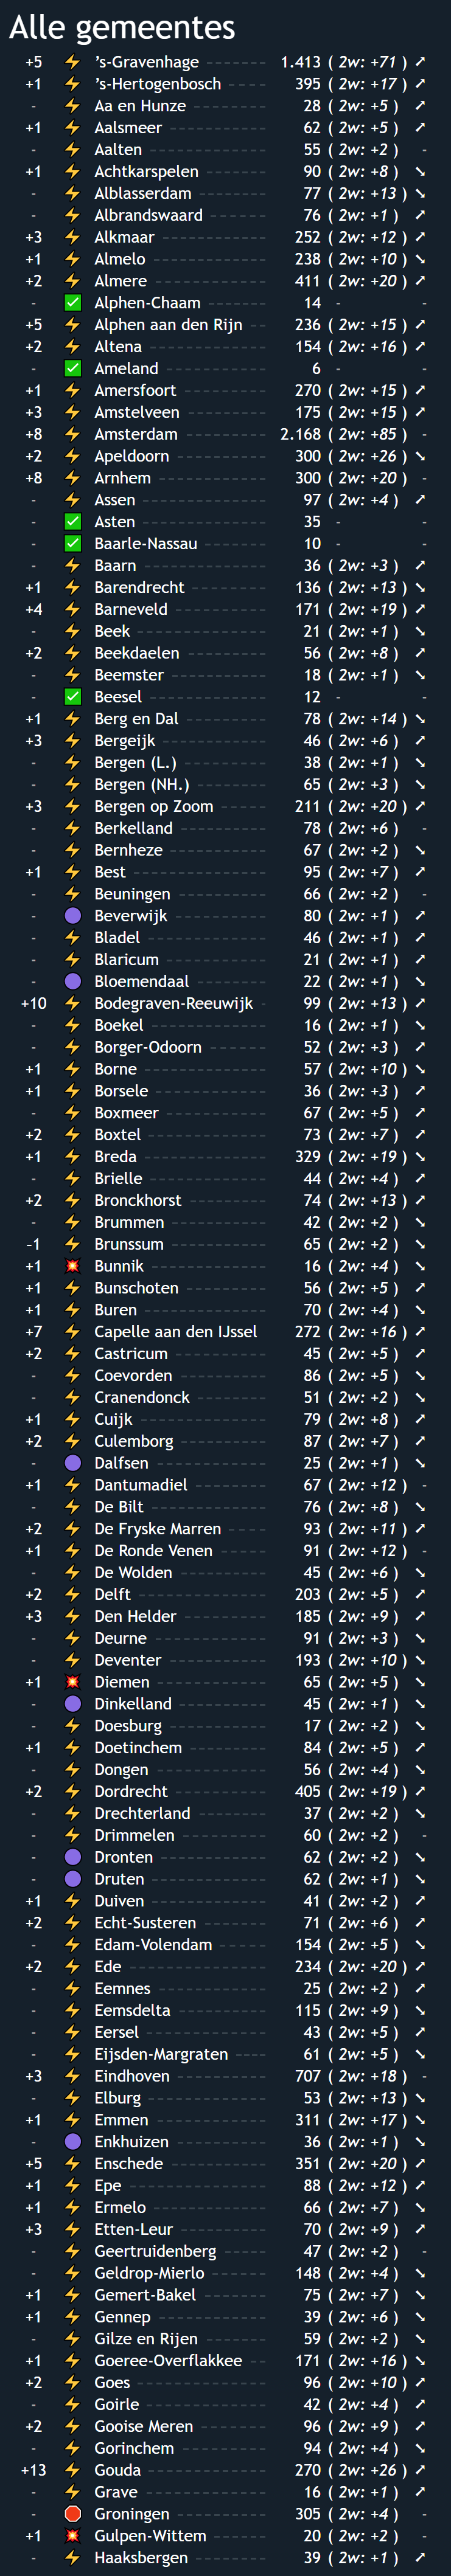 Alle gemeentes
+5 ⚡ ’s-Gravenhage 1.413 ( 2w: +71 ) ➚
+1 ⚡ ’s-Hertogenbosch 395 ( 2w: +17 ) ➚
- ⚡ Aa en Hunze 28 ( 2w: +5 ) ➚
+1 ⚡ Aalsmeer 62 ( 2w: +5 ) ➚
- ⚡ Aalten 55 ( 2w: +2 ) -
+1 ⚡ Achtkarspelen 90 ( 2w: +8 ) ➘
- ⚡ Alblasserdam 77 ( 2w: +13 ) ➘
- ⚡ Albrandswaard 76 ( 2w: +1 ) ➚
+3 ⚡ Alkmaar 252 ( 2w: +12 ) ➚
+1 ⚡ Almelo 238 ( 2w: +10 ) ➘
+2 ⚡ Almere 411 ( 2w: +20 ) ➚
- ✅ Alphen-Chaam 14 - -
+5 ⚡ Alphen aan den Rijn 236 ( 2w: +15 ) ➚
+2 ⚡ Altena 154 ( 2w: +16 ) ➚
- ✅ Ameland 6 - -
+1 ⚡ Amersfoort 270 ( 2w: +15 ) ➚
+3 ⚡ Amstelveen 175 ( 2w: +15 ) ➚
+8 ⚡ Amsterdam 2.168 ( 2w: +85 ) -
+2 ⚡ Apeldoorn 300 ( 2w: +26 ) ➘
+8 ⚡ Arnhem 300 ( 2w: +20 ) -
- ⚡ Assen 97 ( 2w: +4 ) ➚
- ✅ Asten 35 - -
- ✅ Baarle-Nassau 10 - -
- ⚡ Baarn 36 ( 2w: +3 ) ➚
+1 ⚡ Barendrecht 136 ( 2w: +13 ) ➘
+4 ⚡ Barneveld 171 ( 2w: +19 ) ➚
- ⚡ Beek 21 ( 2w: +1 ) ➘
+2 ⚡ Beekdaelen 56 ( 2w: +8 ) ➚
- ⚡ Beemster 18 ( 2w: +1 ) ➘
- ✅ Beesel 12 - -
+1 ⚡ Berg en Dal 78 ( 2w: +14 ) ➘
+3 ⚡ Bergeijk 46 ( 2w: +6 ) ➚
- ⚡ Bergen (L.) 38 ( 2w: +1 ) ➘
- ⚡ Bergen (NH.) 65 ( 2w: +3 ) ➘
+3 ⚡ Bergen op Zoom 211 ( 2w: +20 ) ➚
- ⚡ Berkelland 78 ( 2w: +6 ) -
- ⚡ Bernheze 67 ( 2w: +2 ) ➘
+1 ⚡ Best 95 ( 2w: +7 ) ➚
- ⚡ Beuningen 66 ( 2w: +2 ) -
- 🟣 Beverwijk 80 ( 2w: +1 ) ➚
- ⚡ Bladel 46 ( 2w: +1 ) ➚
- ⚡ Blaricum 21 ( 2w: +1 ) ➚
- 🟣 Bloemendaal 22 ( 2w: +1 ) ➘
+10 ⚡ Bodegraven-Reeuwijk 99 ( 2w: +13 ) ➚
- ⚡ Boekel 16 ( 2w: +1 ) ➘
- ⚡ Borger-Odoorn 52 ( 2w: +3 ) ➚
+1 ⚡ Borne 57 ( 2w: +10 ) ➘
+1 ⚡ Borsele 36 ( 2w: +3 ) ➚
- ⚡ Boxmeer 67 ( 2w: +5 ) ➚
+2 ⚡ Boxtel 73 ( 2w: +7 ) ➚
+1 ⚡ Breda 329 ( 2w: +19 ) ➘
- ⚡ Brielle 44 ( 2w: +4 ) ➚
+2 ⚡ Bronckhorst 74 ( 2w: +13 ) ➚
- ⚡ Brummen 42 ( 2w: +2 ) ➘
-1 ⚡ Brunssum 65 ( 2w: +2 ) ➘
+1 💥 Bunnik 16 ( 2w: +4 ) ➘
+1 ⚡ Bunschoten 56 ( 2w: +5 ) ➚
+1 ⚡ Buren 70 ( 2w: +4 ) ➘
+7 ⚡ Capelle aan den IJssel 272 ( 2w: +16 ) ➚
+2 ⚡ Castricum 45 ( 2w: +5 ) ➚
- ⚡ Coevorden 86 ( 2w: +5 ) ➘
- ⚡ Cranendonck 51 ( 2w: +2 ) ➘
+1 ⚡ Cuijk 79 ( 2w: +8 ) ➚
+2 ⚡ Culemborg 87 ( 2w: +7 ) ➚
- 🟣 Dalfsen 25 ( 2w: +1 ) ➘
+1 ⚡ Dantumadiel 67 ( 2w: +12 ) -
- ⚡ De Bilt 76 ( 2w: +8 ) ➘
+2 ⚡ De Fryske Marren 93 ( 2w: +11 ) ➚
+1 ⚡ De Ronde Venen 91 ( 2w: +12 ) -
- ⚡ De Wolden 45 ( 2w: +6 ) ➘
+2 ⚡ Delft 203 ( 2w: +5 ) ➚
+3 ⚡ Den Helder 185 ( 2w: +9 ) ➚
- ⚡ Deurne 91 ( 2w: +3 ) ➘
- ⚡ Deventer 193 ( 2w: +10 ) ➘
+1 💥 Diemen 65 ( 2w: +5 ) ➘
- 🟣 Dinkelland 45 ( 2w: +1 ) ➘
- ⚡ Doesburg 17 ( 2w: +2 ) ➘
+1 ⚡ Doetinchem 84 ( 2w: +5 ) ➚
- ⚡ Dongen 56 ( 2w: +4 ) ➘
+2 ⚡ Dordrecht 405 ( 2w: +19 ) ➚
- ⚡ Drechterland 37 ( 2w: +2 ) ➘
- ⚡ Drimmelen 60 ( 2w: +2 ) -
- 🟣 Dronten 62 ( 2w: +2 ) ➘
- 🟣 Druten 62 ( 2w: +1 ) ➘
+1 ⚡ Duiven 41 ( 2w: +2 ) ➚
+2 ⚡ Echt-Susteren 71 ( 2w: +6 ) ➚
- ⚡ Edam-Volendam 154 ( 2w: +5 ) ➘
+2 ⚡ Ede 234 ( 2w: +20 ) ➚
- ⚡ Eemnes 25 ( 2w: +2 ) ➚
- ⚡ Eemsdelta 115 ( 2w: +9 ) ➘
- ⚡ Eersel 43 ( 2w: +5 ) ➚
- ⚡ Eijsden-Margraten 61 ( 2w: +5 ) ➘
+3 ⚡ Eindhoven 707 ( 2w: +18 ) -
- ⚡ Elburg 53 ( 2w: +13 ) ➘
+1 ⚡ Emmen 311 ( 2w: +17 ) ➘
- 🟣 Enkhuizen 36 ( 2w: +1 ) ➘
+5 ⚡ Enschede 351 ( 2w: +20 ) ➚
+1 ⚡ Epe 88 ( 2w: +12 ) ➚
+1 ⚡ Ermelo 66 ( 2w: +7 ) ➘
+3 ⚡ Etten-Leur 70 ( 2w: +9 ) ➚
- ⚡ Geertruidenberg 47 ( 2w: +2 ) -
- ⚡ Geldrop-Mierlo 148 ( 2w: +4 ) ➘
+1 ⚡ Gemert-Bakel 75 ( 2w: +7 ) ➘
+1 ⚡ Gennep 39 ( 2w: +6 ) ➘
- ⚡ Gilze en Rijen 59 ( 2w: +2 ) ➘
+1 ⚡ Goeree-Overflakkee 171 ( 2w: +16 ) ➘
+2 ⚡ Goes 96 ( 2w: +10 ) ➚
- ⚡ Goirle 42 ( 2w: +4 ) ➚
+2 ⚡ Gooise Meren 96 ( 2w: +9 ) ➚
- ⚡ Gorinchem 94 ( 2w: +4 ) ➘
+13 ⚡ Gouda 270 ( 2w: +26 ) ➚
- ⚡ Grave 16 ( 2w: +1 ) ➚
- 🛑 Groningen 305 ( 2w: +4 ) -
+1 💥 Gulpen-Wittem 20 ( 2w: +2 ) -
- ⚡ Haaksbergen 39 ( 2w: +1 ) ➚